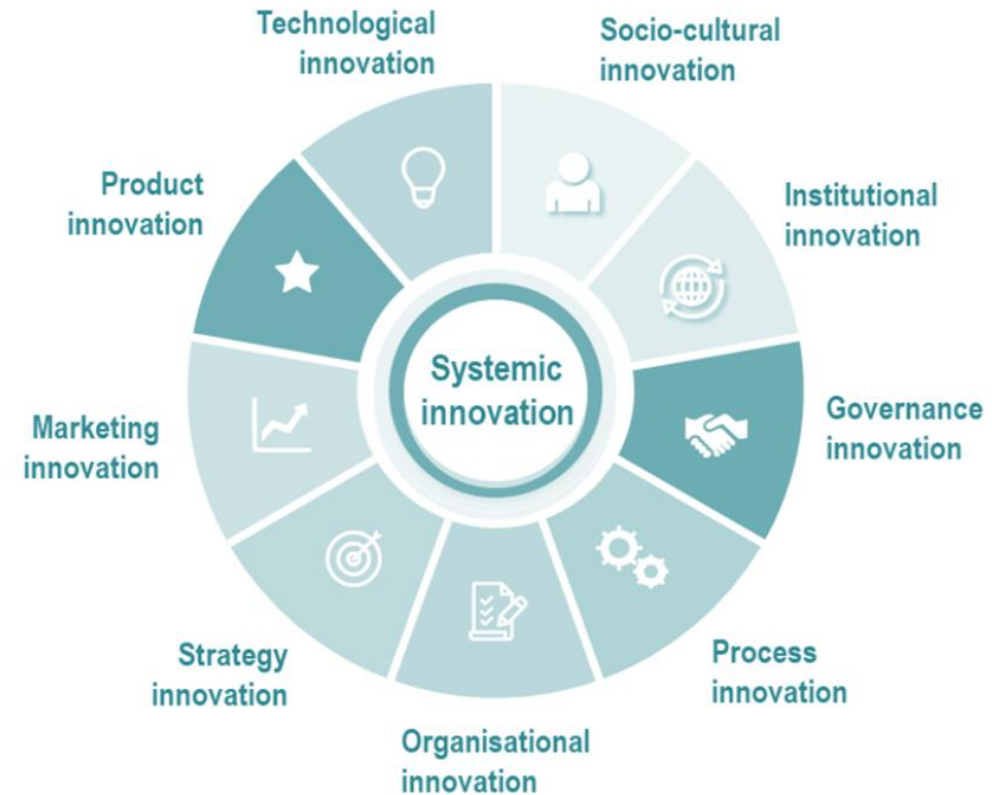 Technological
innovation
Socio-cultural
innovation
Product
innovation
Institutional
innovation
Systemic
innovation
Marketing
innovation
Governance
innovation
Strategy
innovation
Process
innovation
Organisational
innovation